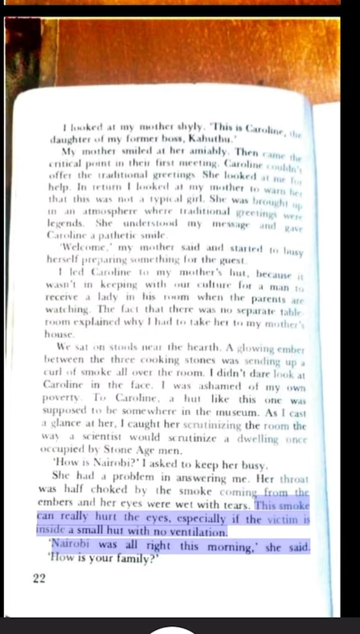 I looked at my mother shyly. 'This is Caroline, the
daughter of my former boss, Kahuthu.'
My mother smiled at her amiably. Then came the
critical point in their first meeting. Caroline couldn't
offer the traditional greetings. She looked at me for
help. In return I looked at my mother to warn her
that this was not a typical girl. She was brought up
in an atmosphere where traditional greetings were
legends. She understood my message and gave
Caroline a pathetic smile.
'Welcome,' my mother said and started to busy
herself preparing something for the guest.
I led Caroline to my mother's hut, because it
wasn't in keeping with our culture for a man to
receive a lady in his room when the parents are
watching. The fact that there was no separate table-
room explained why I had to take her to my mother's
house.
We sat on stools near the hearth. A glowing ember
between the three cooking stones was sending up a
curl of smoke all over the room. I didn't dare look at
Caroline in the face. I was ashamed of my own
poverty. To Caroline, a hut like this one was
supposed to be somewhere in the museum. As I cast
a glance at her, I caught her scrutinizing the room the
way a scientist would scrutinize a dwelling once
occupied by Stone Age men.
'How is Nairobi?' I asked to keep her busy.
She had a problem in answering me. Her throat
was half choked by the smoke coming from the
embers and her eyes were wet with tears. This smoke
can really hurt the eyes, especially if the victim is
inside a small hut with no ventilation.
'Nairobi was all right this morning,' she said.
'How is your family?'
22